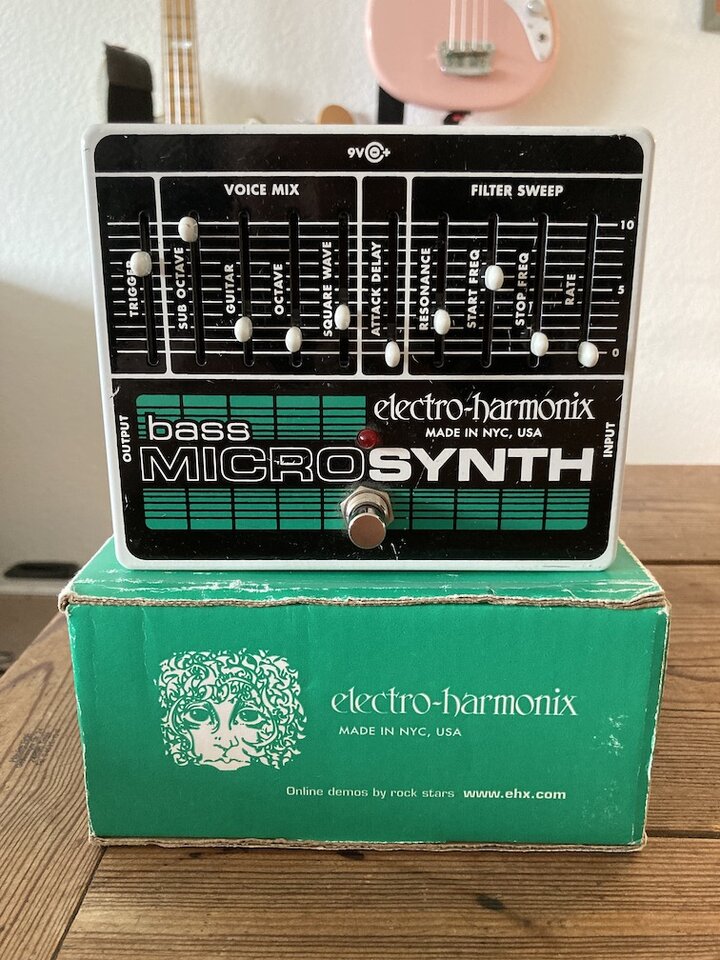 9V +
VOICE MIX
FILTER SWEEP
TRIGGER
SUB OCTAVE
GUITAR
OCTAVE
SQUARE WAVE
ATTACK DELAY
RESONANCE
START FREQ
STOP FREQ
RATE
10
5
0
OUTPUT
INPUT
electro-harmonix
MADE IN NYC, USA
bass
MICROSYNTH
electro-harmonix
MADE IN NYC, USA
Online demos by rock stars www.ehx.com